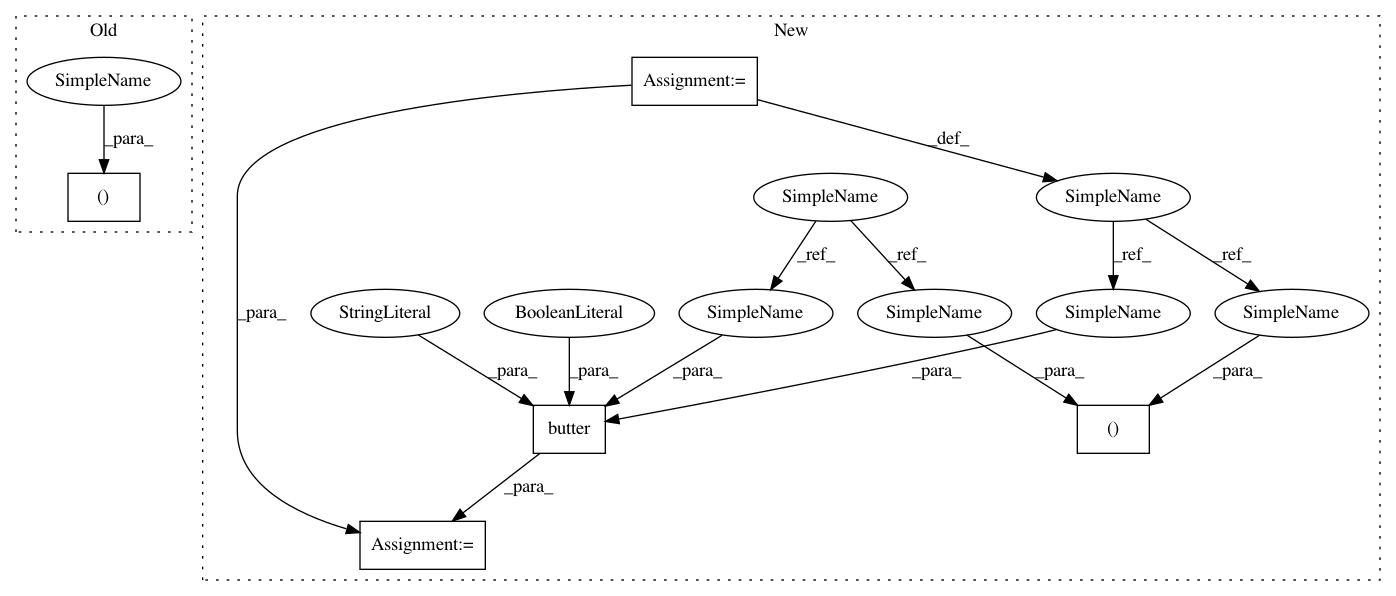 Old
New
SimpleName
Assignment:=
_para_
_def_
()
SimpleName
SimpleName
_ref_
_ref_
_ref_
_ref_
_para_
StringLiteral
BooleanLiteral
SimpleName
SimpleName
SimpleName
SimpleName
_para_
_para_
_para_
_para_
_para_
_para_
butter
()
_para_
Assignment:=